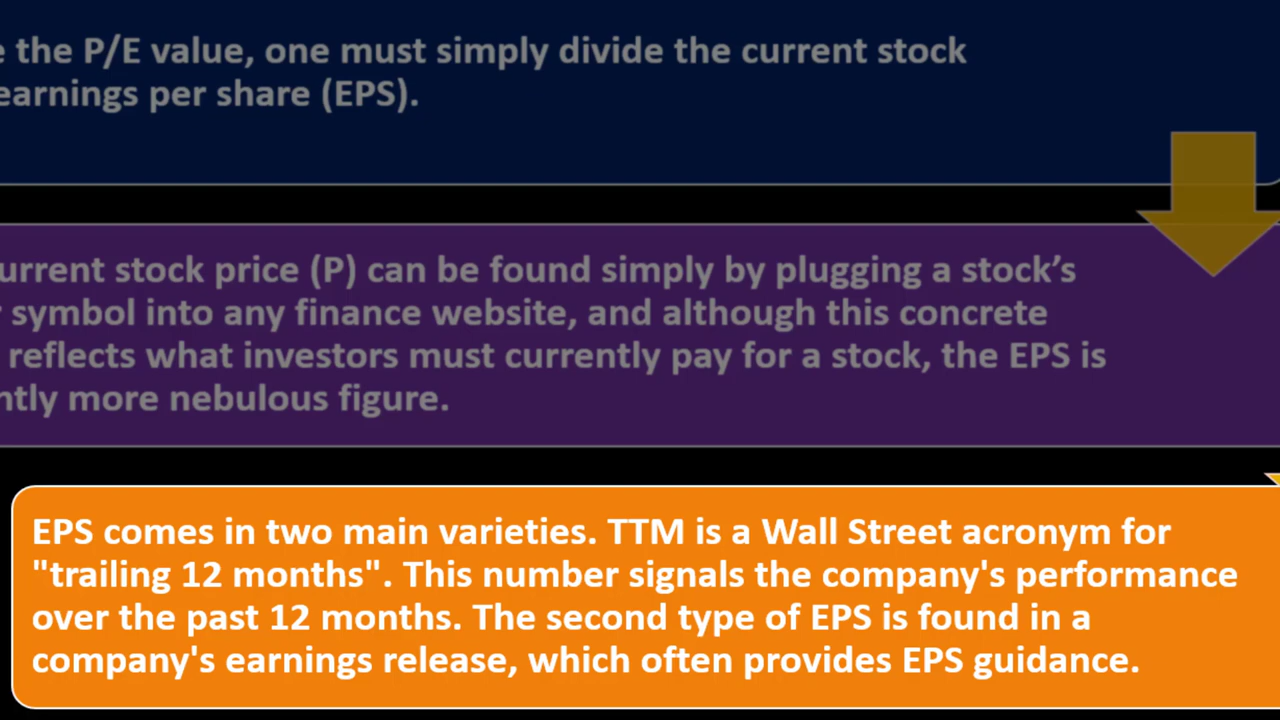 the P/E value, one must simply divide the current stock
earnings per share (EPS).
urrent stock price (P) can be found simply by plugging a stock’s
symbol into any finance website, and although this concrete
reflects what investors must currently pay for a stock, the EPS is
ntly more nebulous figure.
EPS comes in two main varieties. TTM is a Wall Street acronym for
"trailing 12 months". This number signals the company's performance
over the past 12 months. The second type of EPS is found in a
company's earnings release, which often provides EPS guidance.